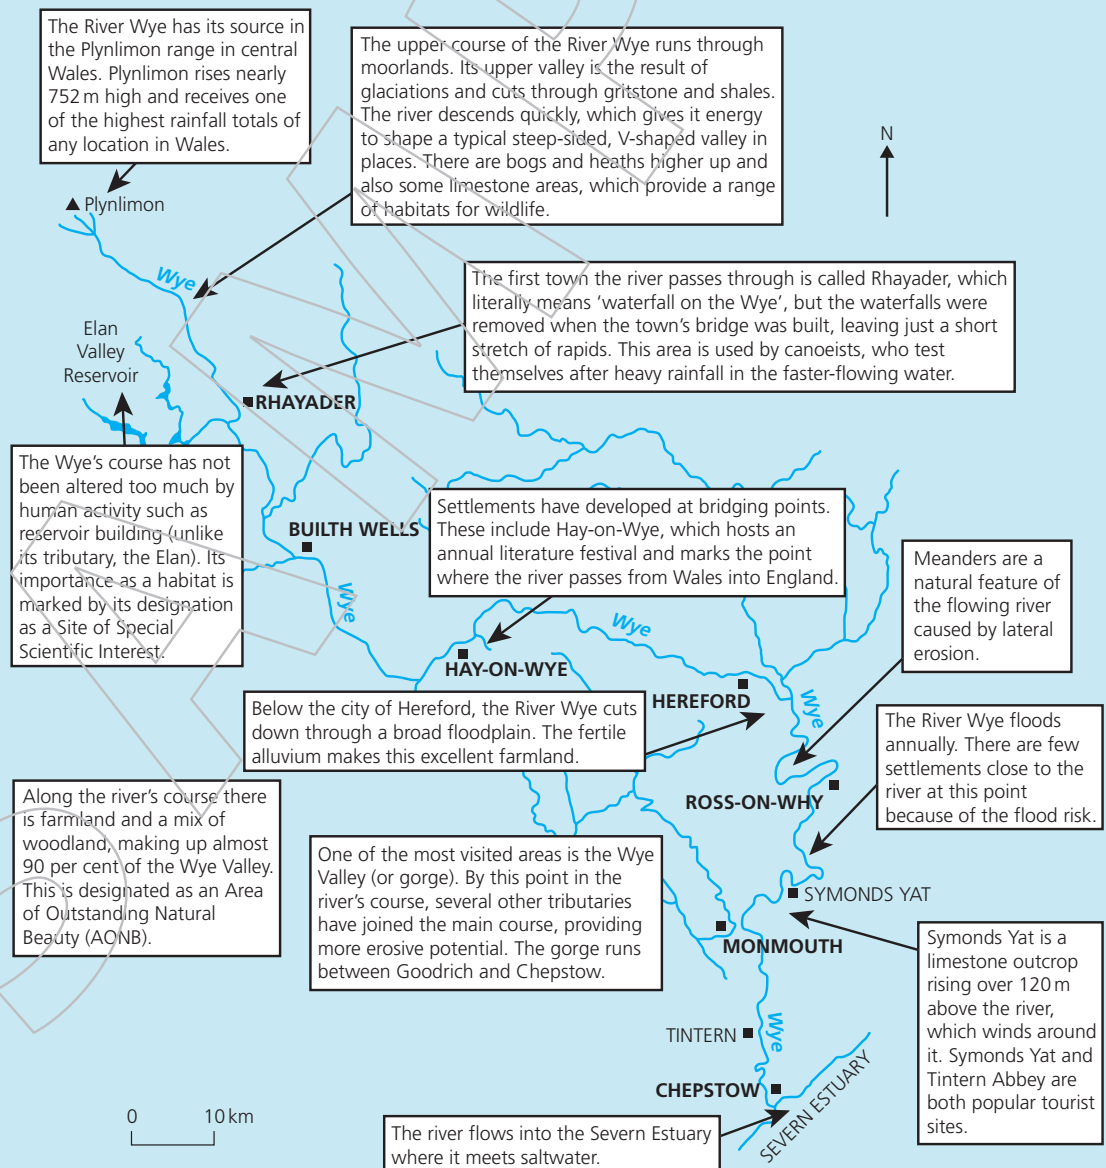 The River Wye has its source in
the Plynlimon range in central
Wales. Plynlimon rises nearly
752 m high and receives one
of the highest rainfall totals of
any location in Wales.
The upper course of the River Wye runs through
moorlands. Its upper valley is the result of
glaciations and cuts through gritstone and shales.
The river descends quickly, which gives it energy
to shape a typical steep-sided, V-shaped valley in
places. There are bogs and heaths higher up and
also some limestone areas, which provide a range
of habitats for wildlife.
N
Plynlimon
Wye
The first town the river passes through is called Rhayader, which
literally means 'waterfall on the Wye', but the waterfalls were
removed when the town's bridge was built, leaving just a short
stretch of rapids. This area is used by canoeists, who test
themselves after heavy rainfall in the faster-flowing water.
Elan
Valley
Reservoir
RHAYADER
The Wye's course has not
been altered too much by
human activity such as
reservoir building (unlike
its tributary, the Elan). Its
importance as a habitat is
marked by its designation
as a Site of Special
Scientific Interest.
BUILTH WELLS
Wye
Settlements have developed at bridging points.
These include Hay-on-Wye, which hosts an
annual literature festival and marks the point
where the river passes from Wales into England.
Meanders are a
natural feature of
the flowing river
caused by lateral
erosion.
Wye
HAY-ON-WYE
HEREFORD
Wye
Below the city of Hereford, the River Wye cuts
down through a broad floodplain. The fertile
alluvium makes this excellent farmland.
The River Wye floods
annually. There are few
settlements close to the
river at this point
because of the flood risk.
ROSS-ON-WHY
Along the river's course there
is farmland and a mix of
woodland, making up almost
90 per cent of the Wye Valley.
This is designated as an Area
of Outstanding Natural
Beauty (AONB).
One of the most visited areas is the Wye
Valley (or gorge). By this point in the
river's course, several other tributaries
have joined the main course, providing
more erosive potential. The gorge runs
between Goodrich and Chepstow.
SYMONDS YAT
MONMOUTH
Symonds Yat is a
limestone outcrop
rising over 120 m
above the river,
which winds around
it. Symonds Yat and
Tintern Abbey are
both popular tourist
sites.
TINTERN
Wye
CHEPSTOW
SEVERN ESTUARY
0 10 km
The river flows into the Severn Estuary
where it meets saltwater.